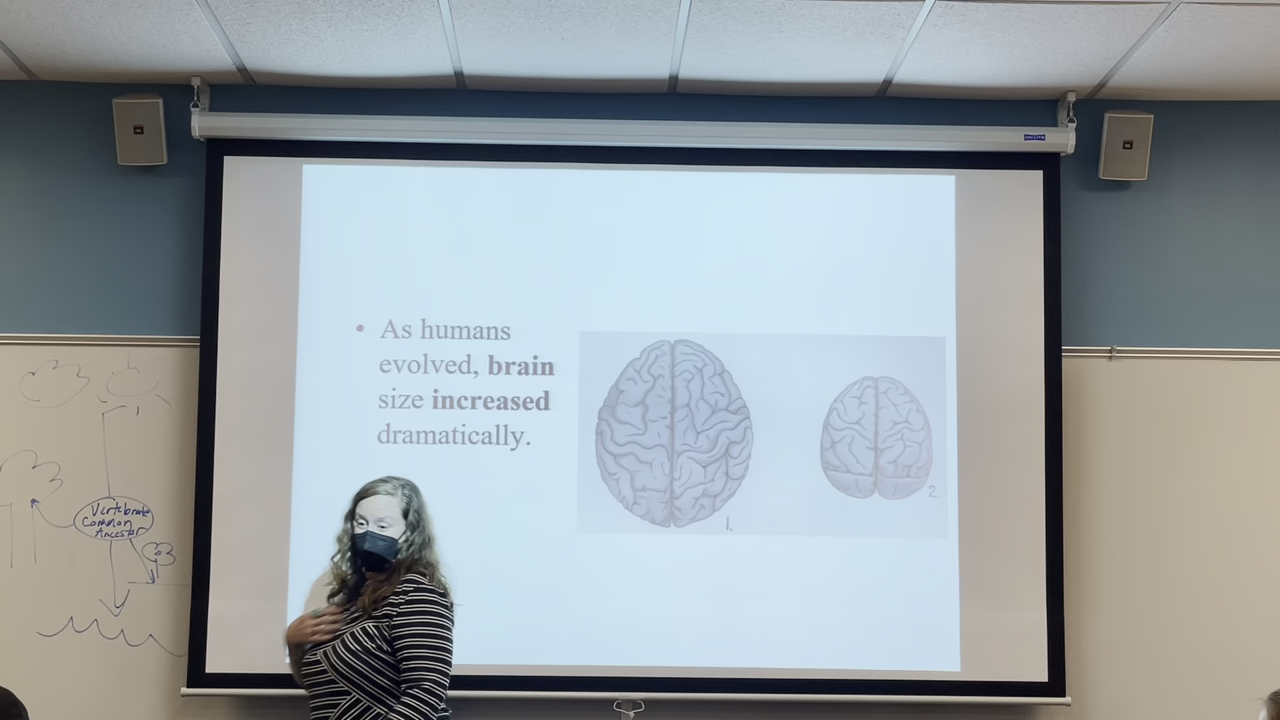 • As humans
evolved, brain
size increased
dramatically.
1.
2.
Vertebrate
Common
Ancestor